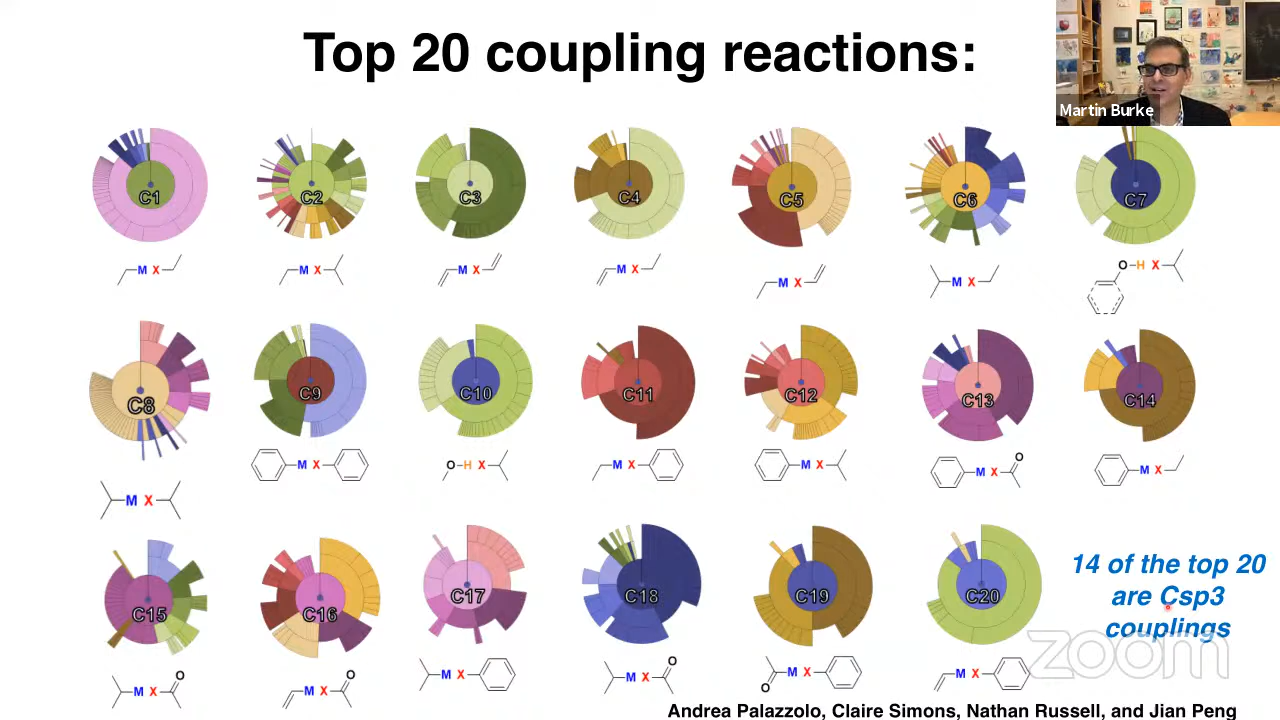 Top 20 coupling reactions:
Martin Burke
C1 C2 C3 C4 C5 C6 C7
M X M X M X M X M X M X O H X
C8 C9 C10 C11 C12 C13 C14
M X M X O H X M X M X M X O M X
C15 C16 C17 C18 C19 C20
M X O M X O M X M X O O M X M X
14 of the top 20
are Csp3
couplings
zoom
Andrea Palazzolo, Claire Simons, Nathan Russell, and Jian Peng